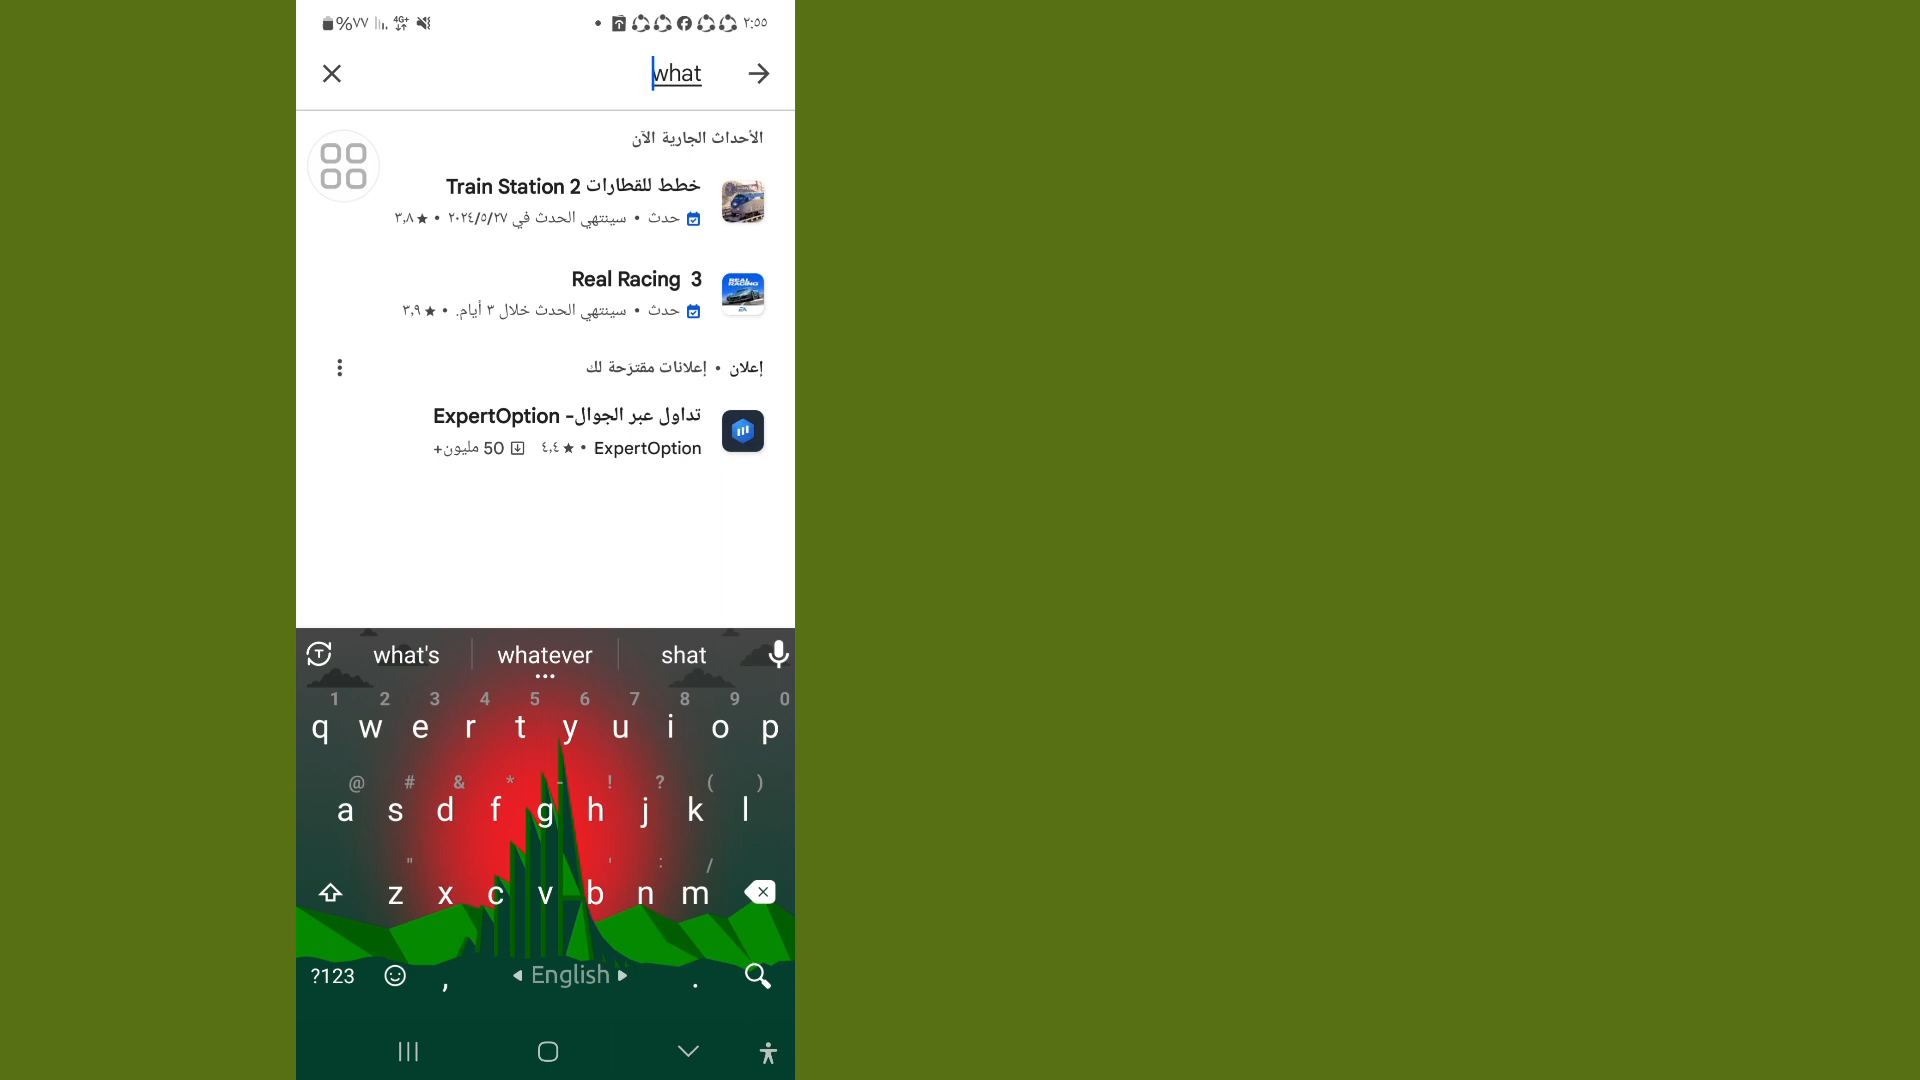 ٢:٥٥ 4G+ %٧٧
what
الأحداث الجارية الآن
خطط للقطارات Train Station 2
حدث • سينتهي الحدث في ٢٠٢٤/٥/٢٧ • ★ ٣٫٨
Real Racing 3
حدث • سينتهي الحدث خلال ٣ أيام. • ★ ٣٫٩
إعلان • إعلانات مقترَحة لك
تداول عبر الجوال- ExpertOption
ExpertOption • ★ ٤٫٤ 50 مليون+
what's whatever shat
1 2 3 4 5 6 7 8 9 0
q w e r t y u i o p
@ # & * - ! ? ( )
a s d f g h j k l
" ' : /
z x c v b n m
?123 , English .